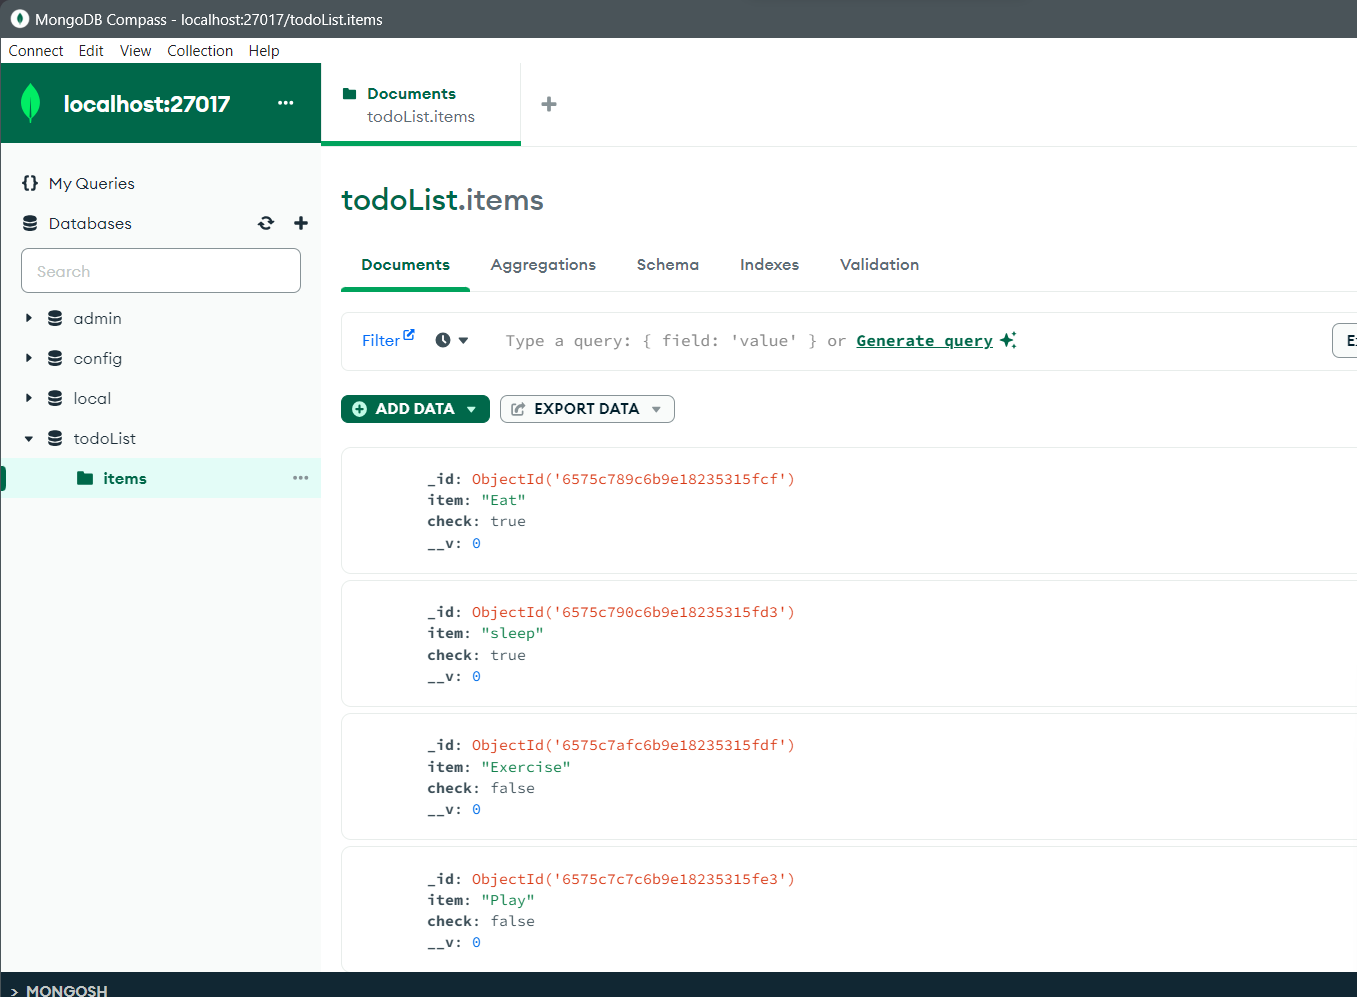 MongoDB Compass - localhost:27017/todoList.items
Connect Edit View Collection Help
localhost:27017
Documents
todoList.items
My Queries
Databases
Search
admin
config
local
todoList
items
todoList.items
Documents Aggregations Schema Indexes Validation
Filter Type a query: { field: 'value' } or Generate query
ADD DATA EXPORT DATA
_id: ObjectId('6575c789c6b9e18235315fcf')
item: "Eat"
check: true
__v: 0
_id: ObjectId('6575c790c6b9e18235315fd3')
item: "sleep"
check: true
__v: 0
_id: ObjectId('6575c7afc6b9e18235315fdf')
item: "Exercise"
check: false
__v: 0
_id: ObjectId('6575c7c7c6b9e18235315fe3')
item: "Play"
check: false
__v: 0
>_MONGOSH